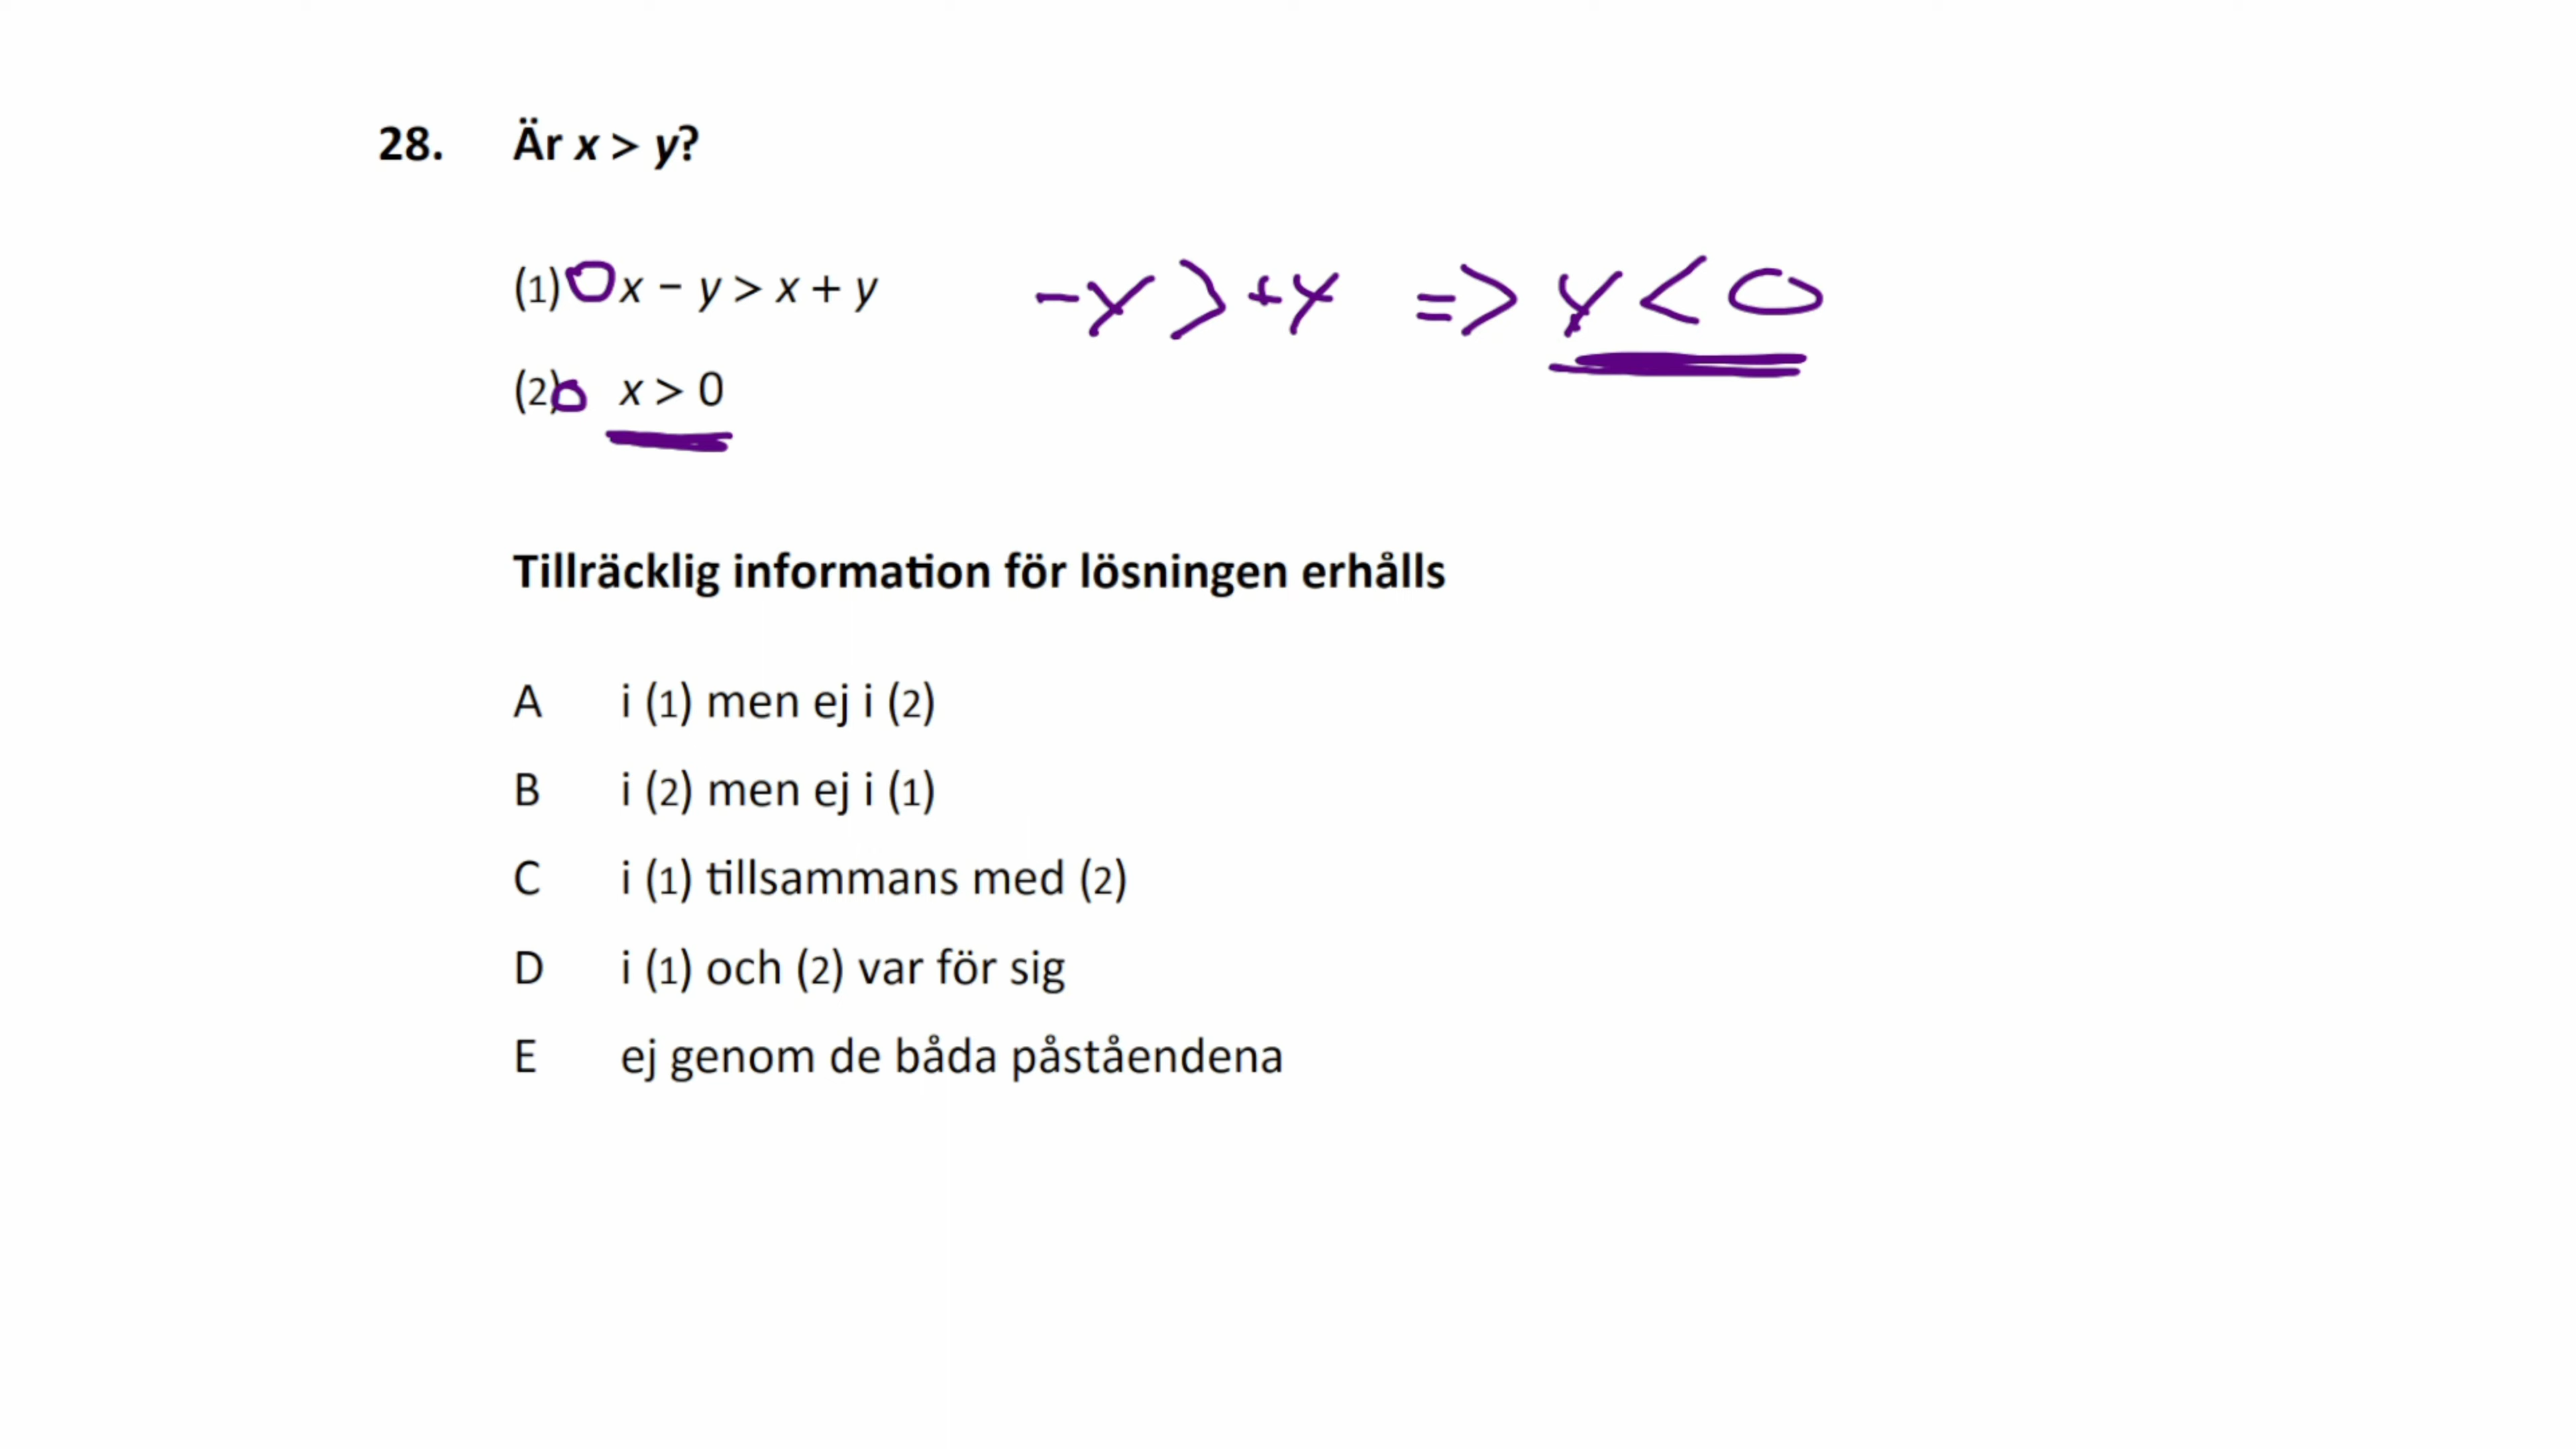 28. Är x > y?
(1) x − y > x + y -y > +y => y < 0
(2) x > 0
Tillräcklig information för lösningen erhålls
A i (1) men ej i (2)
B i (2) men ej i (1)
C i (1) tillsammans med (2)
D i (1) och (2) var för sig
E ej genom de båda påståendena